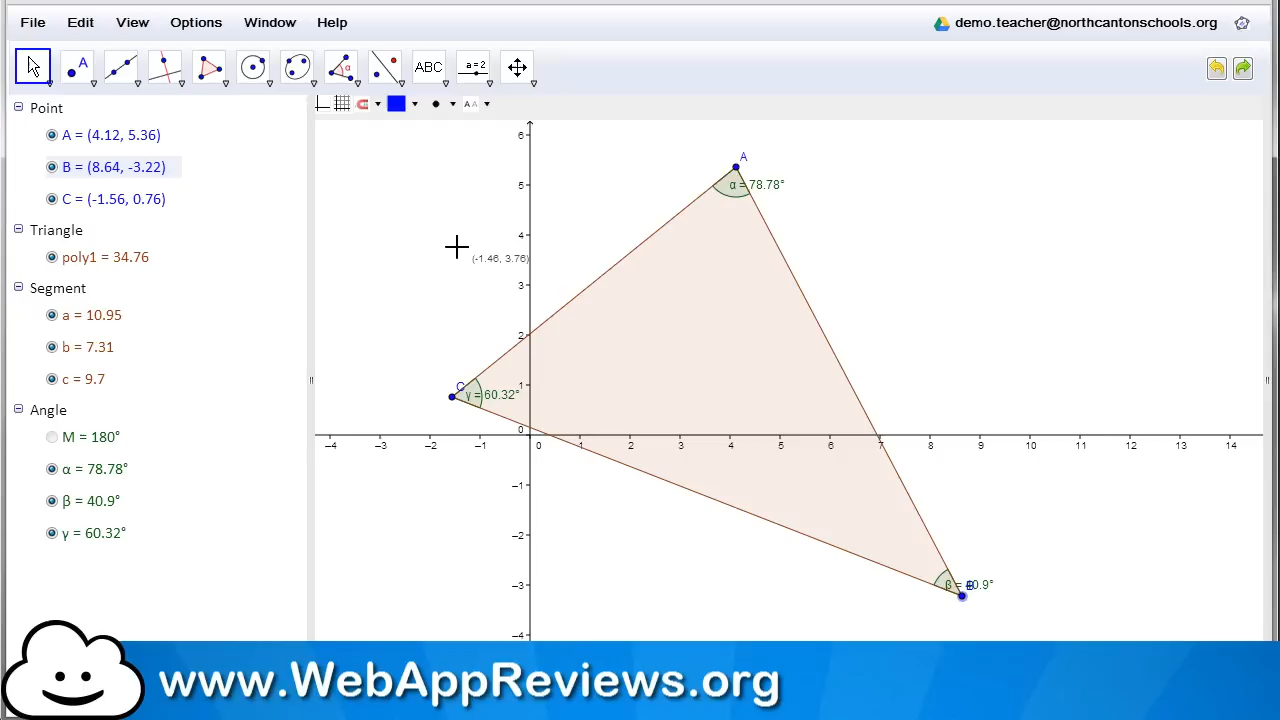 File Edit View Options Window Help demo.teacher@northcantonschools.org
A α ABC a = 2
Point
A = (4.12, 5.36)
B = (8.64, -3.22)
C = (-1.56, 0.76)
Triangle
poly1 = 34.76
Segment
a = 10.95
b = 7.31
c = 9.7
Angle
M = 180°
α = 78.78°
β = 40.9°
γ = 60.32°
A A
6
A
5
α = 78.78°
4
(-1.46, 3.76)
3
2
1
C
γ = 60.32°
0
–4 –3 –2 –1 0 1 2 3 4 5 6 7 8 9 10 11 12 13 14
–1
–2
–3
β = 40.9°
B
–4
www.WebAppReviews.org